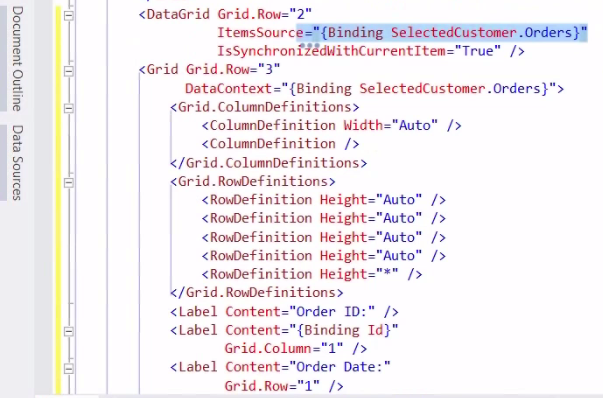 Document Outline
Data Sources
<DataGrid Grid.Row="2"
ItemsSource="{Binding SelectedCustomer.Orders}"
IsSynchronizedWithCurrentItem="True" />
<Grid Grid.Row="3"
DataContext="{Binding SelectedCustomer.Orders}">
<Grid.ColumnDefinitions>
<ColumnDefinition Width="Auto" />
<ColumnDefinition />
</Grid.ColumnDefinitions>
<Grid.RowDefinitions>
<RowDefinition Height="Auto" />
<RowDefinition Height="Auto" />
<RowDefinition Height="Auto" />
<RowDefinition Height="Auto" />
<RowDefinition Height="*" />
</Grid.RowDefinitions>
<Label Content="Order ID:" />
<Label Content="{Binding Id}"
Grid.Column="1" />
<Label Content="Order Date:"
Grid.Row="1" />